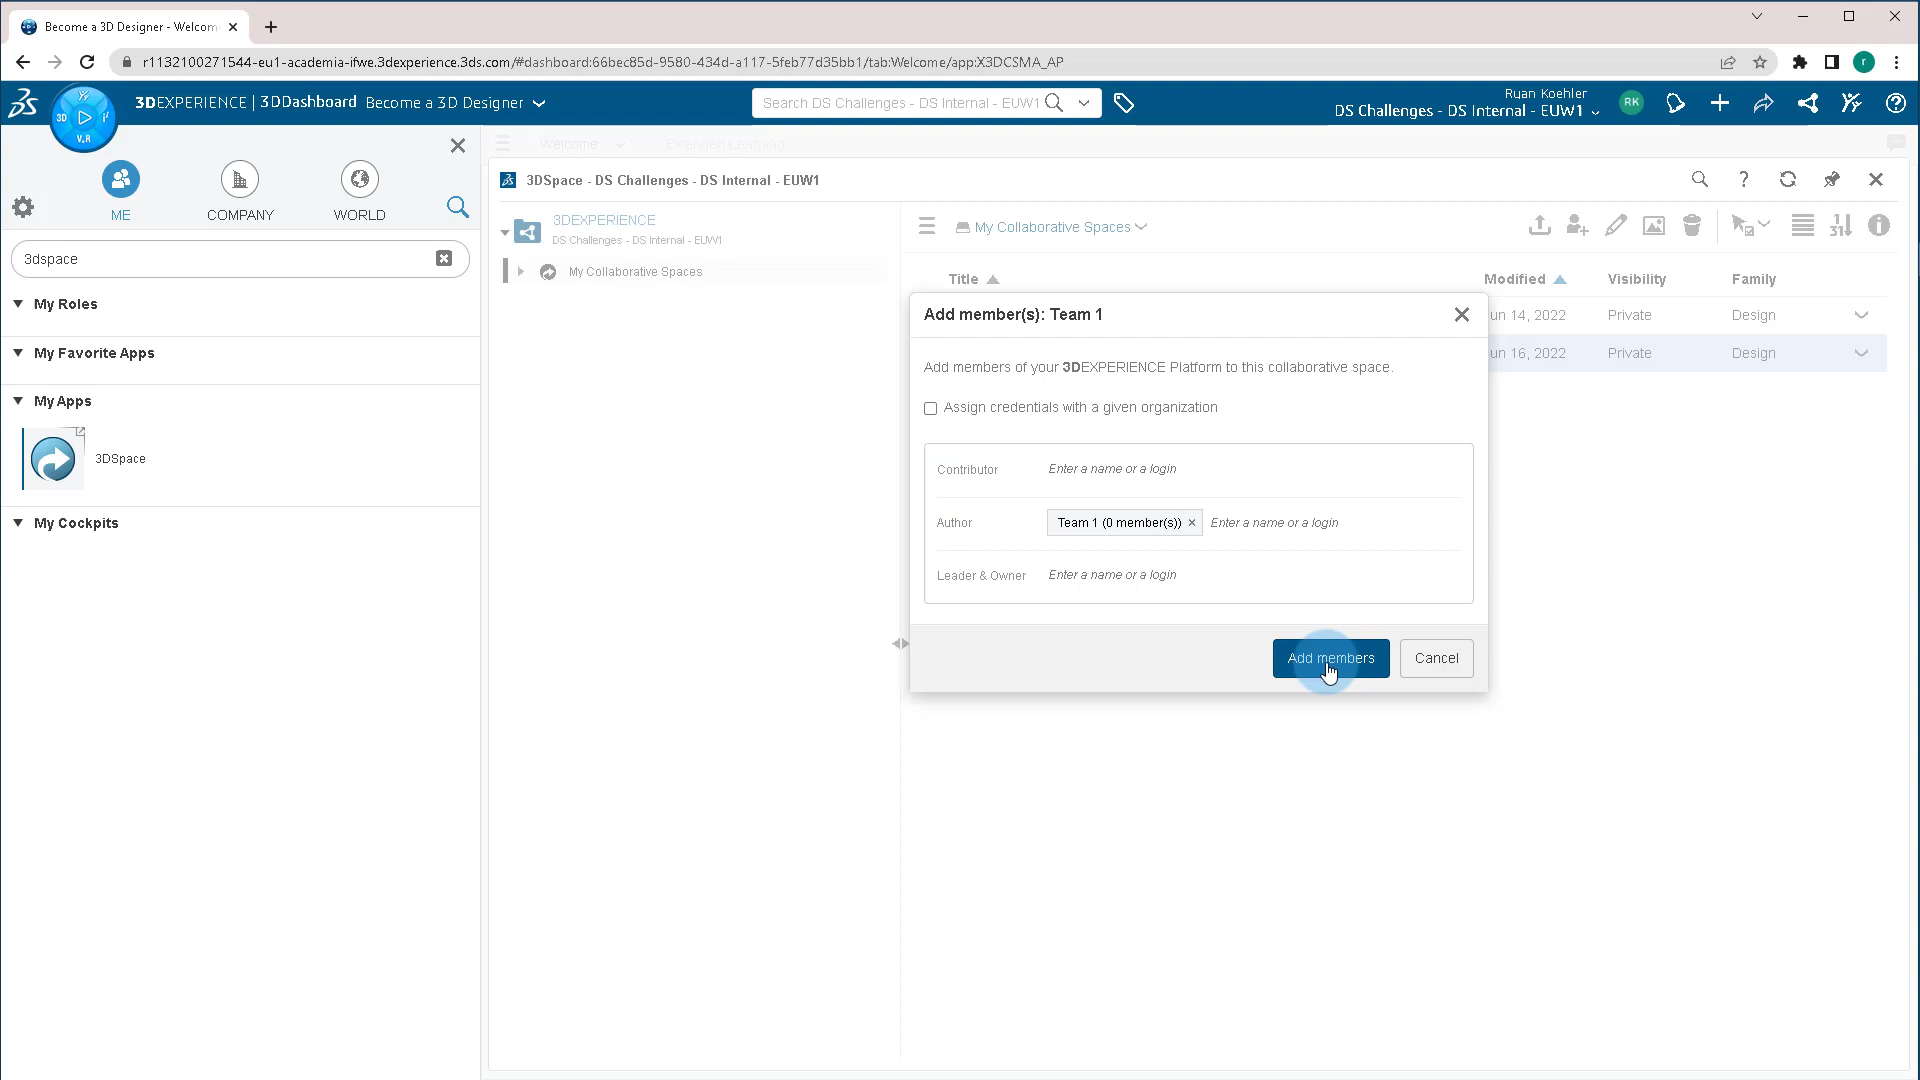 Become a 3D Designer - Welcom
r1132100271544-eu1-academia-ifwe.3dexperience.3ds.com/#dashboard:66bec85d-9580-434d-a117-5feb77d35bb1/tab:Welcome/app:X3DCSMA_AP
r
3DEXPERIENCE | 3DDashboard Become a 3D Designer
3D
V.R
Search DS Challenges - DS Internal - EUW1
Ryan Koehler
DS Challenges - DS Internal - EUW1
RK
ME
COMPANY
WORLD
3dspace
My Roles
My Favorite Apps
My Apps
3DSpace
My Cockpits
Welcome
Extended Learning
3DSpace - DS Challenges - DS Internal - EUW1
3DEXPERIENCE
DS Challenges - DS Internal - EUW1
My Collaborative Spaces
My Collaborative Spaces
Title
Modified
Visibility
Family
un 14, 2022
Private
Design
un 16, 2022
Private
Design
Add member(s): Team 1
Add members of your 3DEXPERIENCE Platform to this collaborative space.
Assign credentials with a given organization
Contributor
Enter a name or a login
Author
Team 1 (0 member(s)) ×
Enter a name or a login
Leader & Owner
Enter a name or a login
Add members
Cancel